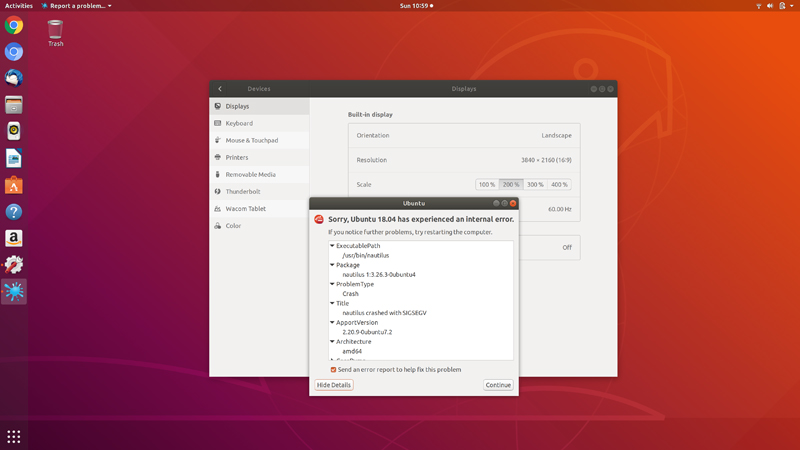 Activities
Report a problem...
Sun 10:59
Trash
Devices
Displays
Displays
Keyboard
Mouse & Touchpad
Printers
Removable Media
Thunderbolt
Wacom Tablet
Color
Built-in display
Orientation
Landscape
Resolution
3840 × 2160 (16:9)
Scale
100 %
200 %
300 %
400 %
60.00 Hz
Off
Ubuntu
Sorry, Ubuntu 18.04 has experienced an internal error.
If you notice further problems, try restarting the computer.
ExecutablePath
/usr/bin/nautilus
Package
nautilus 1:3.26.3-0ubuntu4
ProblemType
Crash
Title
nautilus crashed with SIGSEGV
ApportVersion
2.20.9-0ubuntu7.2
Architecture
amd64
Send an error report to help fix this problem
Hide Details
Continue